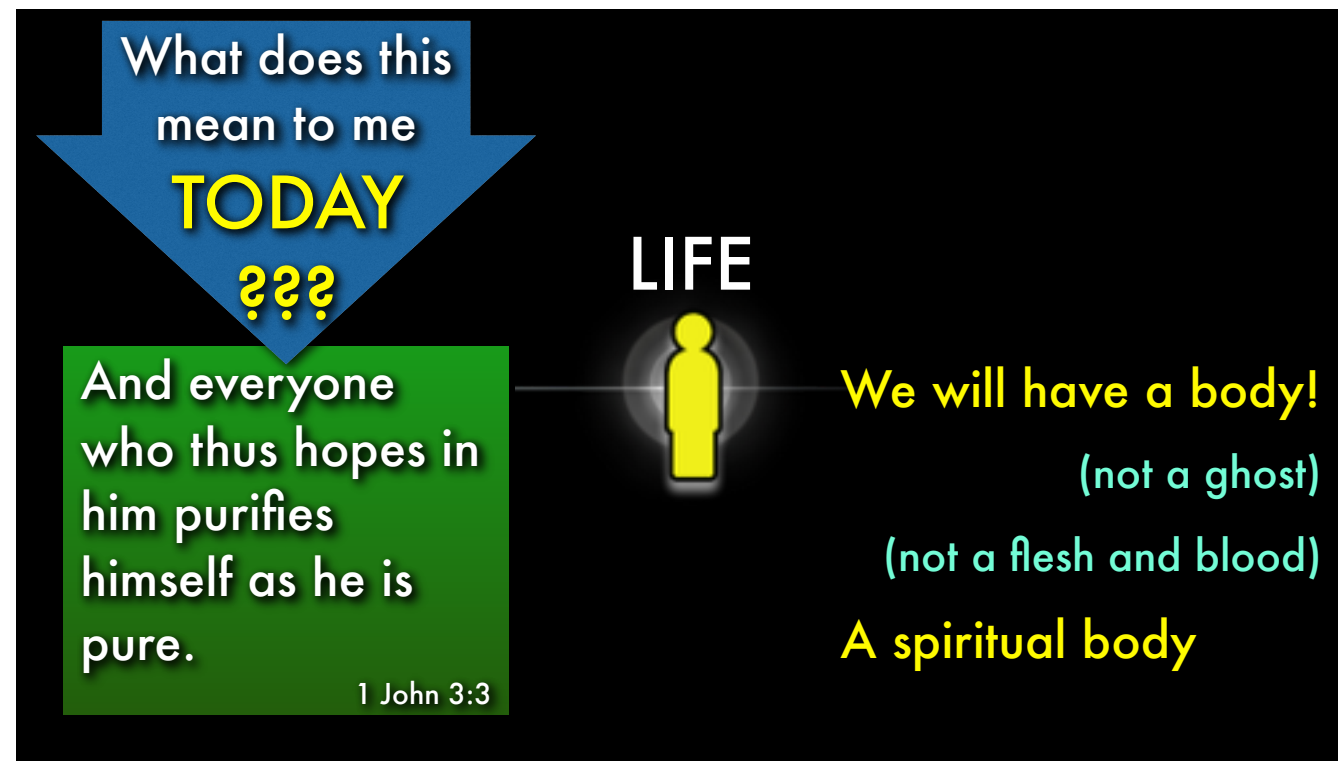 What does this
mean to me
TODAY
???
And everyone
who thus hopes in
him purifies
himself as he is
pure.
1 John 3:3
LIFE
We will have a body!
(not a ghost)
(not a flesh and blood)
A spiritual body